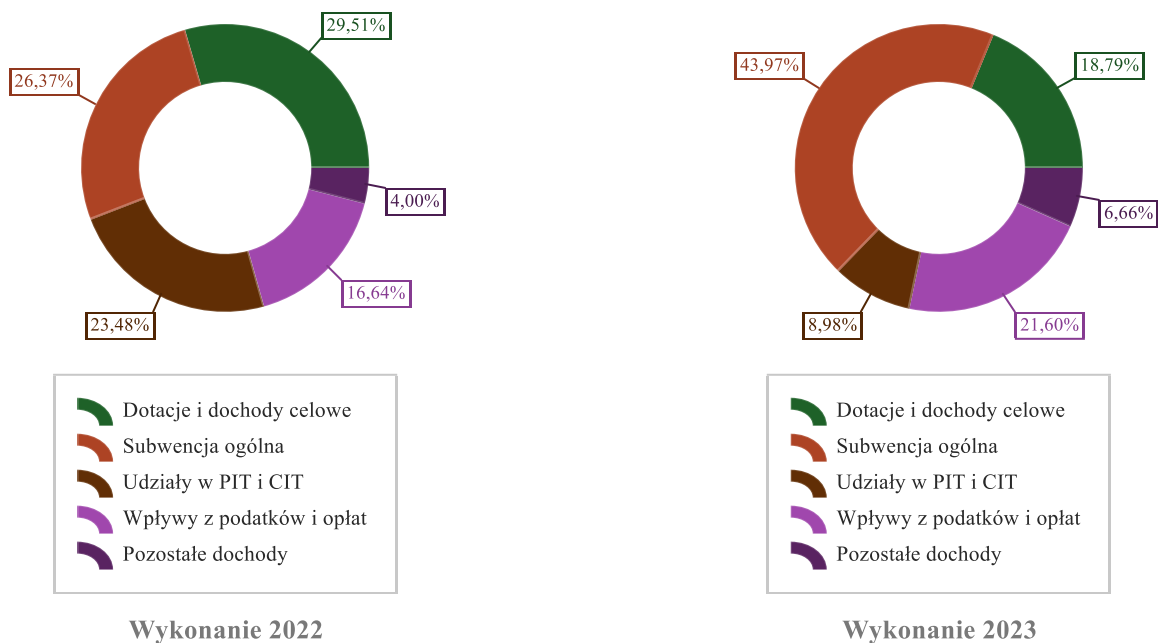 29,51%
26,37%
4,00%
16,64%
23,48%
Dotacje i dochody celowe
Subwencja ogólna
Udziały w PIT i CIT
Wpływy z podatków i opłat
Pozostałe dochody
Wykonanie 2022
43,97%
18,79%
6,66%
21,60%
8,98%
Dotacje i dochody celowe
Subwencja ogólna
Udziały w PIT i CIT
Wpływy z podatków i opłat
Pozostałe dochody
Wykonanie 2023